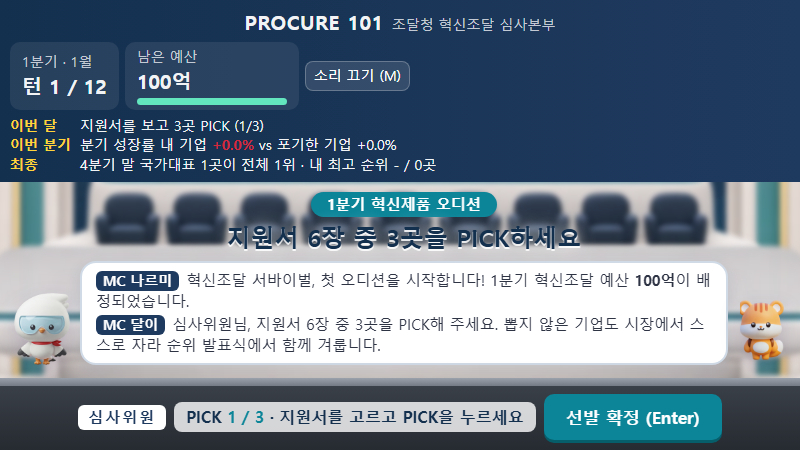 PROCURE 101 조달청 혁신조달 심사본부
1분기 · 1월
턴 1 / 12
남은 예산
100억
소리 끄기 (M)
이번 달 지원서를 보고 3곳 PICK (1/3)
이번 분기 분기 성장률 내 기업 +0.0% vs 포기한 기업 +0.0%
최종 4분기 말 국가대표 1곳이 전체 1위 · 내 최고 순위 - / 0곳
1분기 혁신제품 오디션
지원서 6장 중 3곳을 PICK하세요
MC 나르미 혁신조달 서바이벌, 첫 오디션을 시작합니다! 1분기 혁신조달 예산 100억이 배
정되었습니다.
MC 달이 심사위원님, 지원서 6장 중 3곳을 PICK해 주세요. 뽑지 않은 기업도 시장에서 스
스로 자라 순위 발표식에서 함께 겨룹니다.
심사위원
PICK 1 / 3 · 지원서를 고르고 PICK을 누르세요
선발 확정 (Enter)